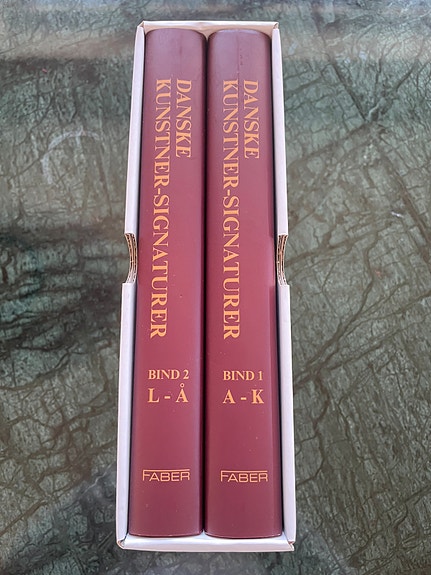 DANSKE
KUNSTNER-SIGNATURER
BIND 2
L - Å
FABER
DANSKE
KUNSTNER-SIGNATURER
BIND 1
A - K
FABER